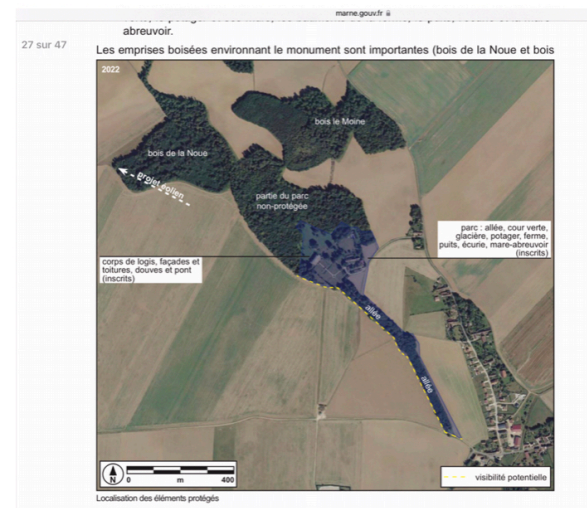 marne.gouv.fr
27 sur 47
abreuvoir.
Les emprises boisées environnant le monument sont importantes (bois de la Noue et bois
2022
bois le Moine
bois de la Noue
projet éolien
partie du parc
non-protégée
parc : allée, cour verte,
glacière, potager, ferme,
puits, écurie, mare-abreuvoir
(inscrits)
corps de logis, façades et
toitures, douves et pont
(inscrits)
allée
allée
N
0 m 400
visibilité potentielle
Localisation des éléments protégés